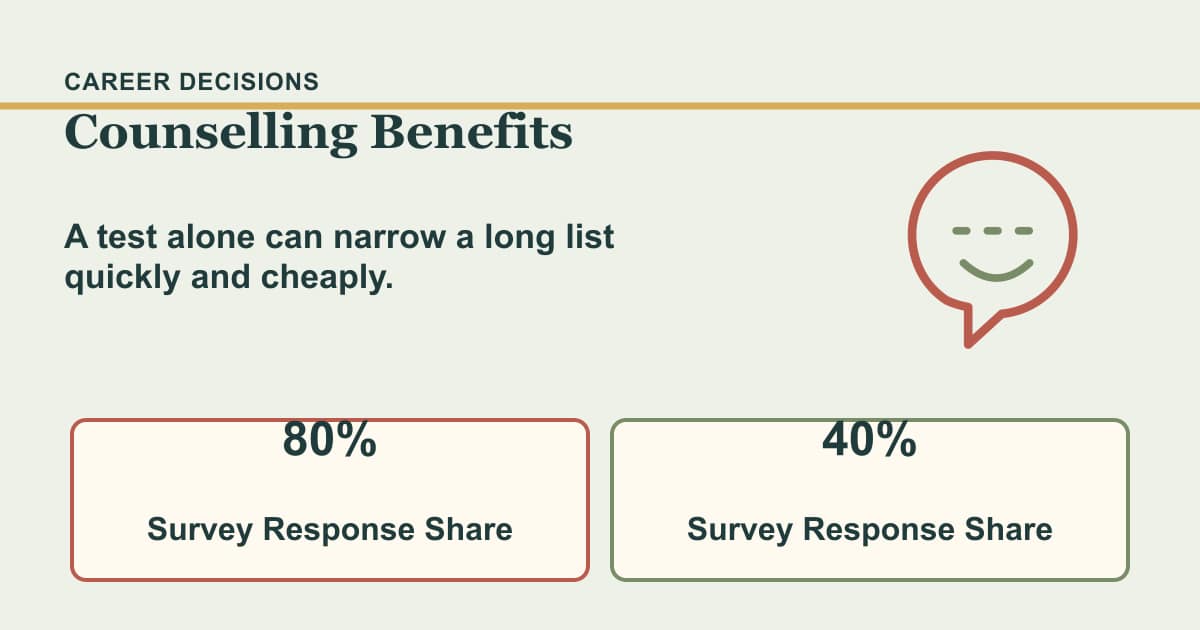 CAREER DECISIONS
Counselling Benefits
A test alone can narrow a long list
quickly and cheaply.
80%
Survey Response Share
40%
Survey Response Share